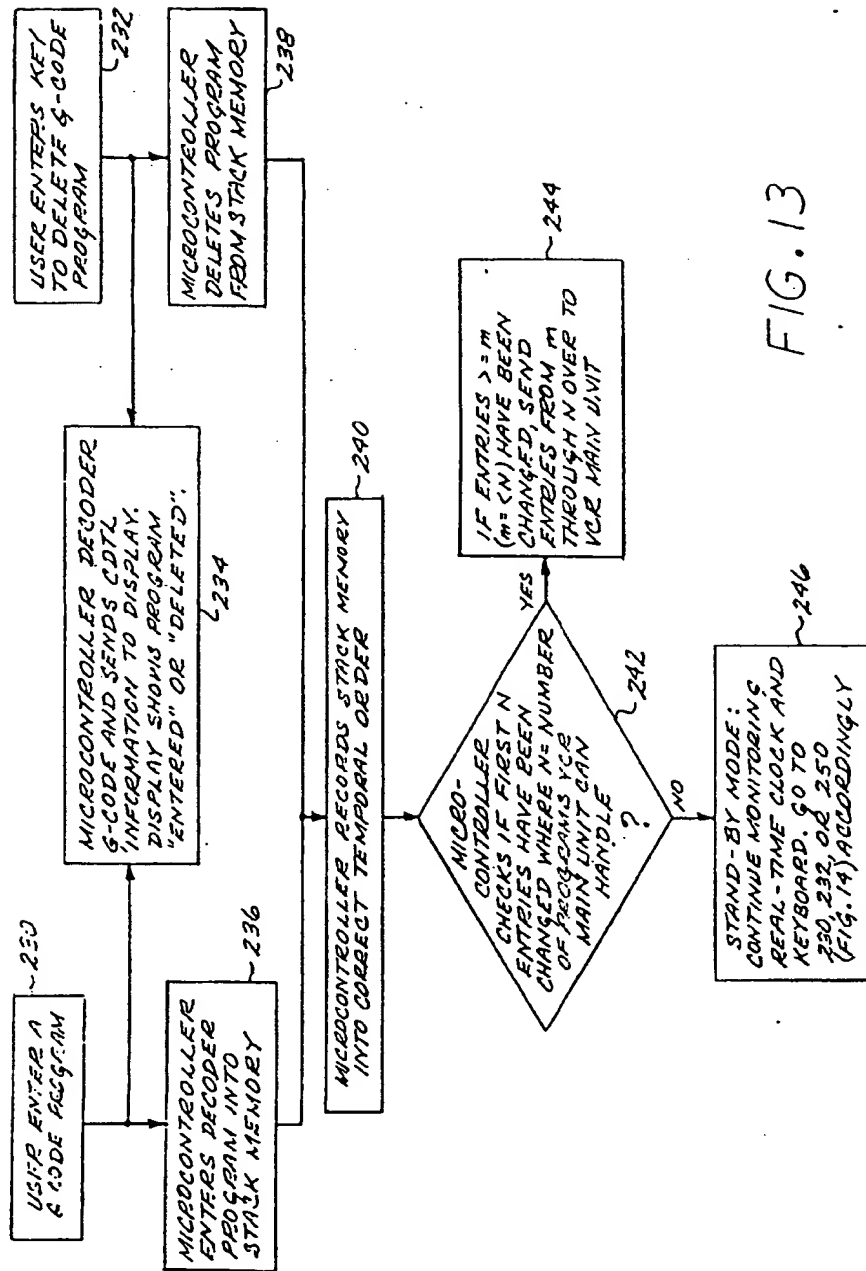 USER ENTER A
G CODE PROGRAM
230
USER ENTERS KEY
TO DELETE G-CODE
PROGRAM
232
MICROCONTROLLER DECODER
G-CODE AND SENDS CDTL
INFORMATION TO DISPLAY.
DISPLAY SHOWS PROGRAM
"ENTERED" OR "DELETED".
234
MICROCONTROLLER
ENTERS DECODER
PROGRAM INTO
STACK MEMORY
236
MICROCONTROLLER
DELETES PROGRAM
FROM STACK MEMORY
238
MICROCONTROLLER RECORDS STACK MEMORY
INTO CORRECT TEMPORAL ORDER
240
MICRO-
CONTROLLER
CHECKS IF FIRST N
ENTRIES HAVE BEEN
CHANGED WHERE N= NUMBER
OF PROGRAMS VCR
MAIN UNIT CAN
HANDLE
?
242
YES
IF ENTRIES >= m
(m=<N) HAVE BEEN
CHANGED, SEND
ENTRIES FROM m
THROUGH N OVER TO
VCR MAIN UNIT
244
NO
STAND-BY MODE:
CONTINUE MONITORING
REAL-TIME CLOCK AND
KEYBOARD. GO TO
230, 232, OR 250
(FIG. 14) ACCORDINGLY
246
FIG. 13